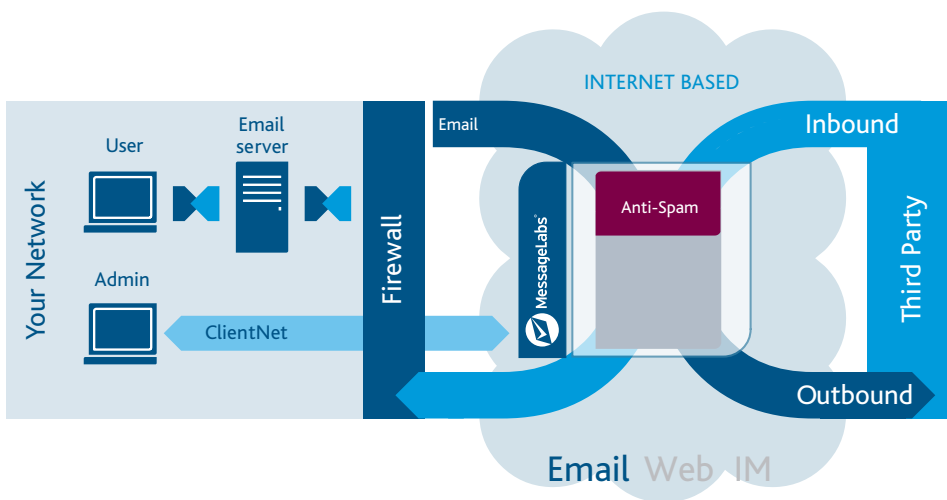 INTERNET BASED
Your Network
User
Email
server
Admin
ClientNet
Firewall
Email
MessageLabs
Anti-Spam
Inbound
Third Party
Outbound
Email Web IM